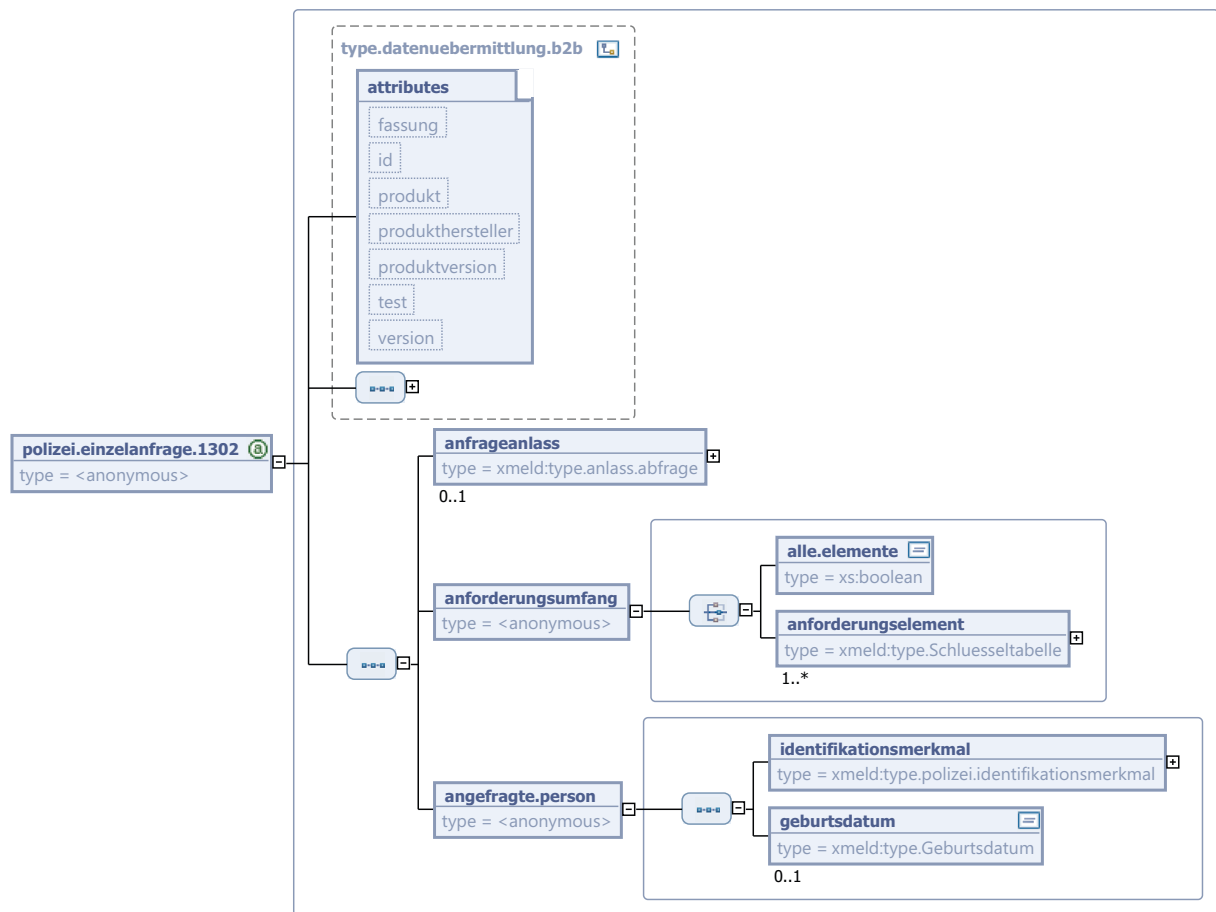 type.datenuebermittlung.b2b
attributes
fassung
id
produkt
produkthersteller
produktversion
test
version
polizei.einzelanfrage.1302
type = <anonymous>
anfrageanlass
type = xmeld:type.anlass.abfrage
0..1
anforderungsumfang
type = <anonymous>
alle.elemente
type = xs:boolean
anforderungselement
type = xmeld:type.Schluesseltabelle
1..*
angefragte.person
type = <anonymous>
identifikationsmerkmal
type = xmeld:type.polizei.identifikationsmerkmal
geburtsdatum
type = xmeld:type.Geburtsdatum
0..1